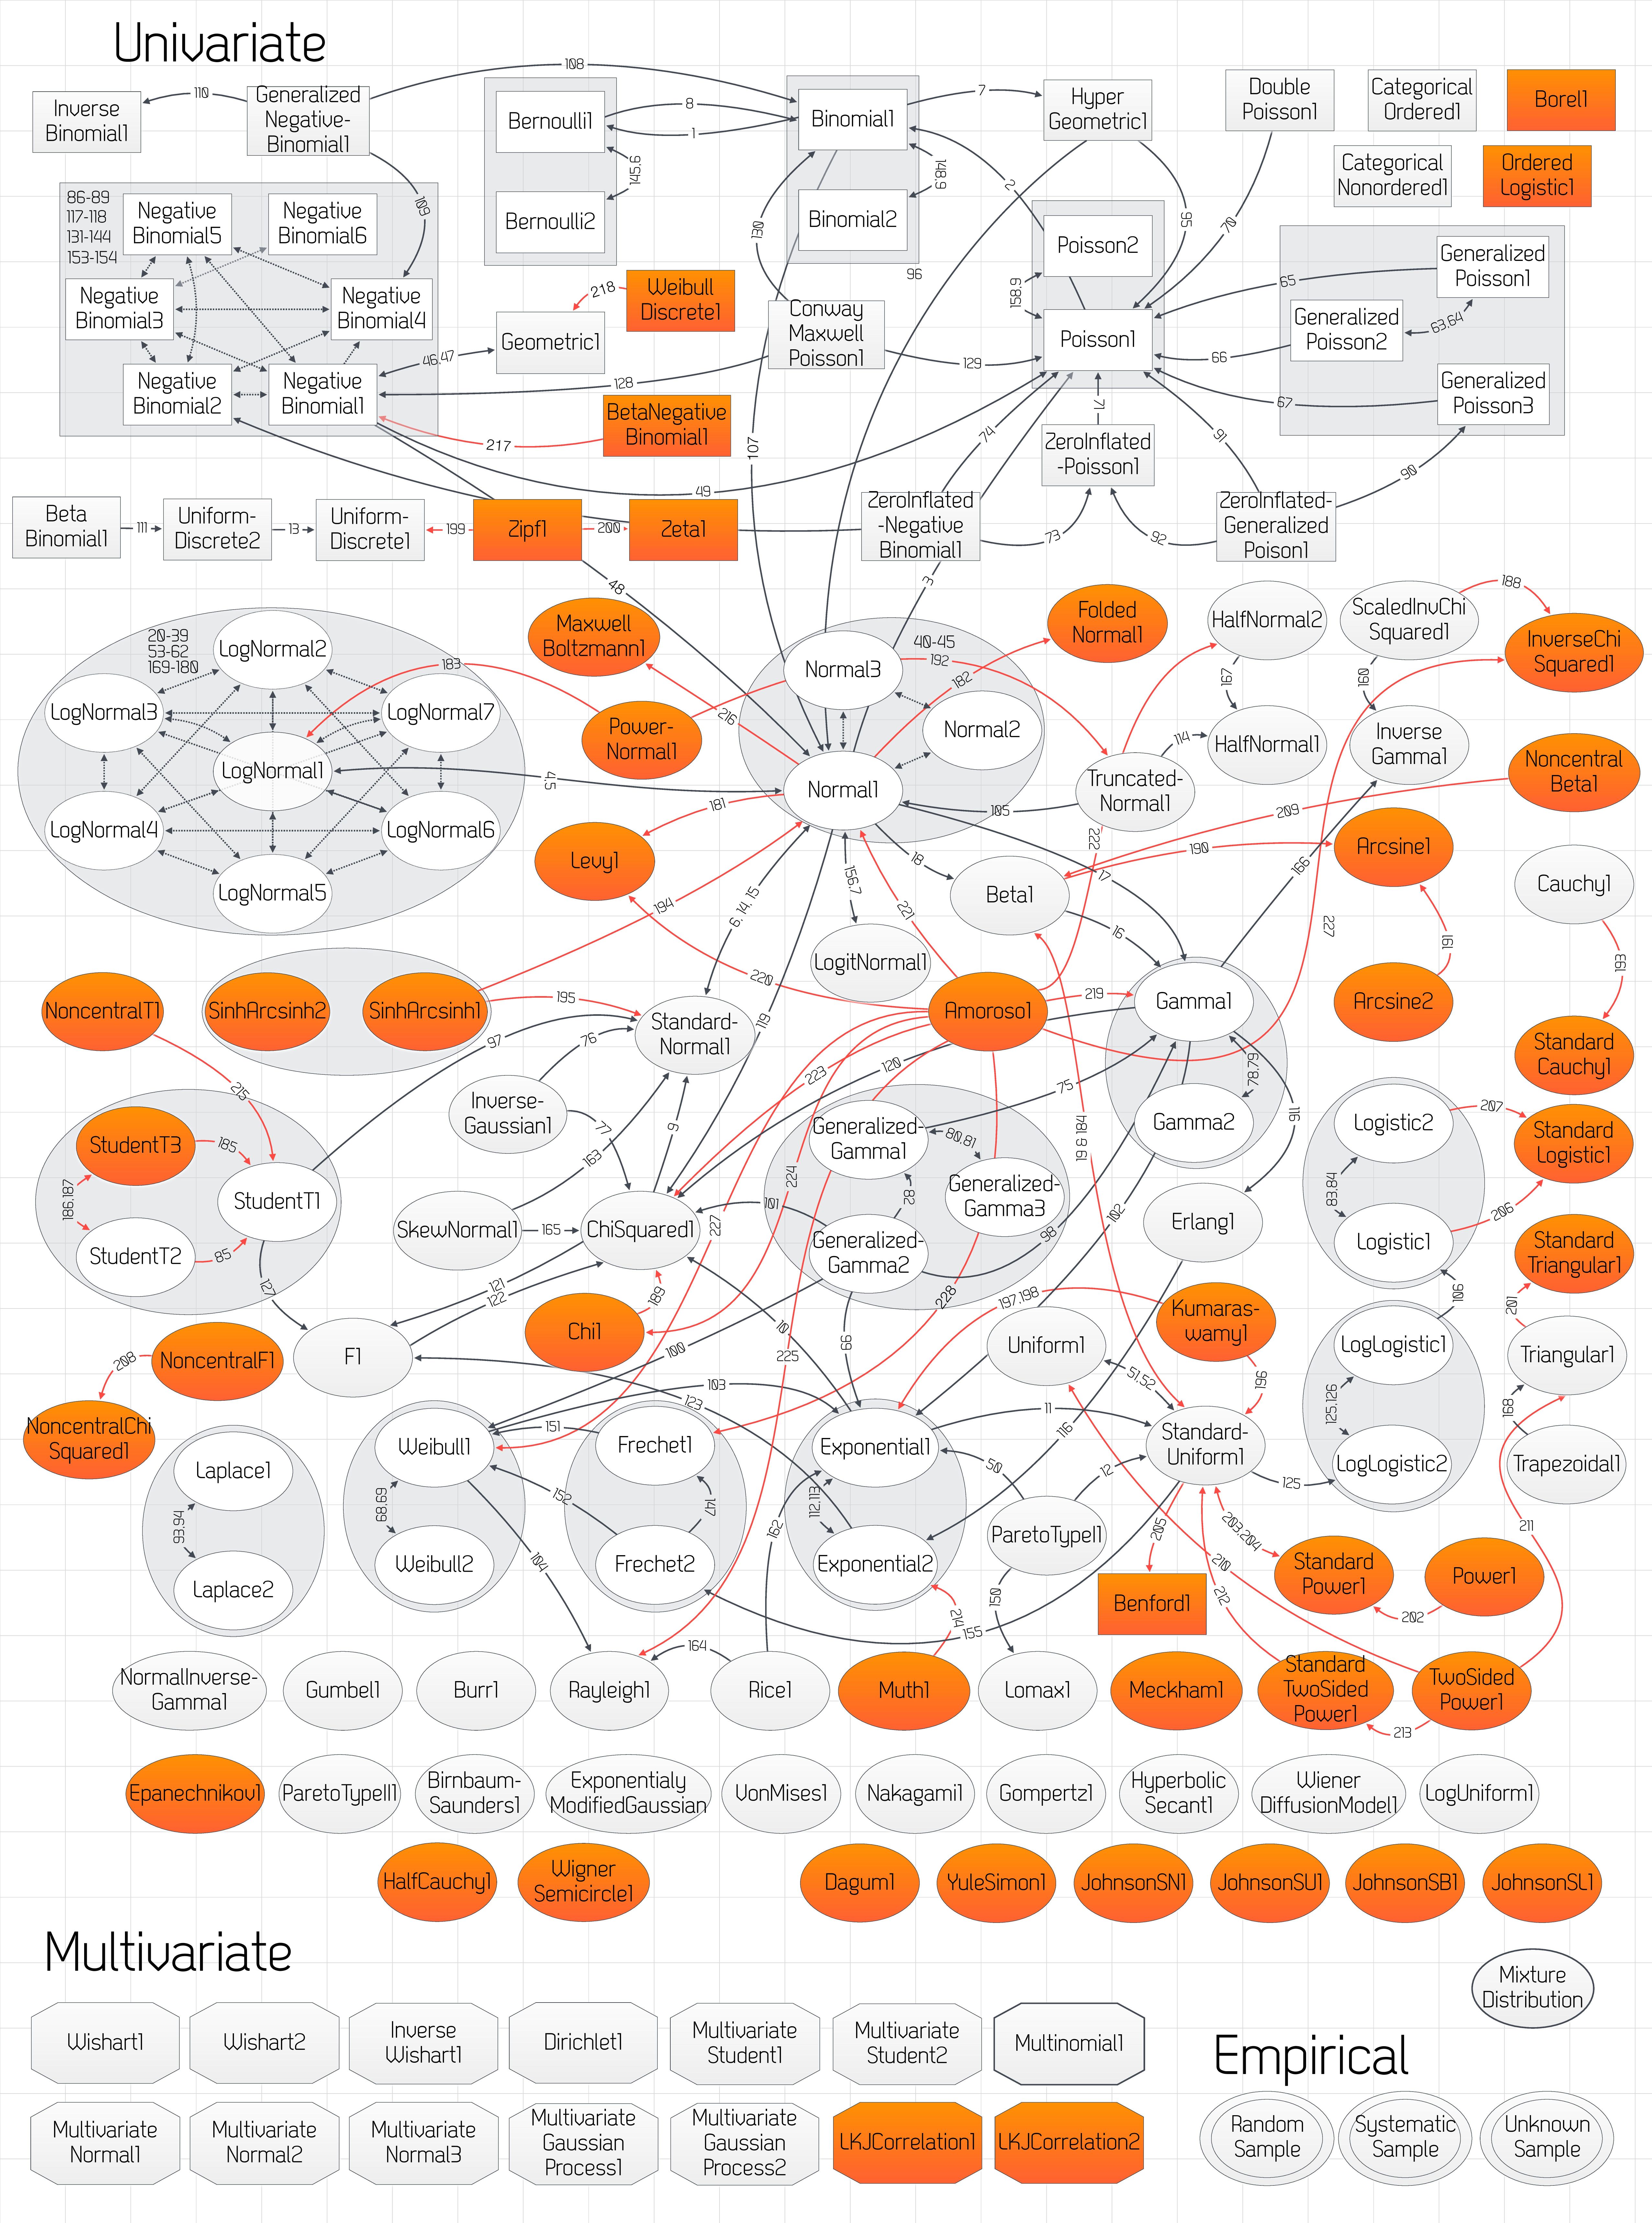 Univariate
108
110
Inverse
Binomial1
Generalized
Negative-
Binomial1
Bernoulli1
8
1
Binomial1
7
Hyper
Geometric1
Double
Poisson1
Categorical
Ordered1
Borel1
145.6
148.9
Categorical
Nonordered1
Ordered
Logistic1
109
2
95
70
86-89
117-118
131-144
153-154
Negative
Binomial5
Negative
Binomial6
Bernoulli2
Binomial2
130
Poisson2
96
Generalized
Poisson1
65
Negative
Binomial3
Negative
Binomial4
218
Weibull
Discrete1
158.9
Generalized
Poisson2
63.64
Geometric1
Conway
Maxwell
Poisson1
Poisson1
66
46.47
129
128
Negative
Binomial2
Negative
Binomial1
Generalized
Poisson3
67
71
BetaNegative
Binomial1
217
107
74
ZeroInflated
-Poisson1
91
90
49
Beta
Binomial1
111
Uniform-
Discrete2
13
Uniform-
Discrete1
199
Zipf1
200
Zeta1
ZeroInflated
-Negative
Binomial1
73
92
ZeroInflated-
Generalized
Poison1
48
3
20-39
53-62
169-180
LogNormal2
Maxwell
Boltzmann1
40-45
Folded
Normal1
HalfNormal2
ScaledInvChi
Squared1
188
InverseChi
Squared1
183
Normal3
192
182
167
160
LogNormal3
LogNormal7
Power-
Normal1
216
Normal2
114
HalfNormal1
Inverse
Gamma1
LogNormal1
4.5
Normal1
Truncated-
Normal1
Noncentral
Beta1
181
105
209
LogNormal4
LogNormal6
Levy1
222
190
Arcsine1
18
17
166
156.7
LogNormal5
194
6. 14. 15
221
Beta1
16
Cauchy1
227
191
193
LogitNormal1
220
NoncentralT1
SinhArcsinh2
SinhArcsinh1
195
Standard-
Normal1
119
Amoroso1
219
Gamma1
Arcsine2
97
76
Standard
Cauchy1
215
223
120
75
78.79
116
Inverse-
Gaussian1
77
9
Generalized-
Gamma1
80.81
Gamma2
Logistic2
207
Standard
Logistic1
StudentT3
185
163
19 & 184
224
82
Generalized-
Gamma3
83.84
186.187
StudentT1
101
102
Erlang1
SkewNormal1
165
ChiSquared1
227
98
206
StudentT2
85
Generalized-
Gamma2
Logistic1
Standard
Triangular1
127
121
122
189
228
197.198
106
201
Chi1
10
99
Kumaras-
wamy1
208
NoncentralF1
F1
100
225
Uniform1
LogLogistic1
Triangular1
51.52
196
NoncentralChi
Squared1
103
123
125.126
168
11
116
151
Weibull1
Frechet1
Exponential1
Standard-
Uniform1
Laplace1
50
12
125
LogLogistic2
Trapezoidal1
93.94
68.69
152
147
112.113
162
205
203.204
211
ParetoType1
104
Weibull2
Frechet2
Exponential2
210
Standard
Power1
Power1
Laplace2
150
Benford1
212
202
214
155
164
NormalInverse-
Gamma1
Gumbel1
Burr1
Rayleigh1
Rice1
Muth1
Lomax1
Meckham1
Standard
TwoSided
Power1
TwoSided
Power1
213
Epanechnikov1
ParetoTypeII1
Birnbaum-
Saunders1
Exponentialy
ModifiedGaussian
VonMises1
Nakagami1
Gompertz1
Hyperbolic
Secant1
Wiener
DiffusionModel1
LogUniform1
HalfCauchy1
Wigner
Semicircle1
Dagum1
YuleSimon1
JohnsonSN1
JohnsonSU1
JohnsonSB1
JohnsonSL1
Multivariate
Mixture
Distribution
Wishart1
Wishart2
Inverse
Wishart1
Dirichlet1
Multivariate
Student1
Multivariate
Student2
Multinomial1
Empirical
Multivariate
Normal1
Multivariate
Normal2
Multivariate
Normal3
Multivariate
Gaussian
Process1
Multivariate
Gaussian
Process2
LKJCorrelation1
LKJCorrelation2
Random
Sample
Systematic
Sample
Unknown
Sample